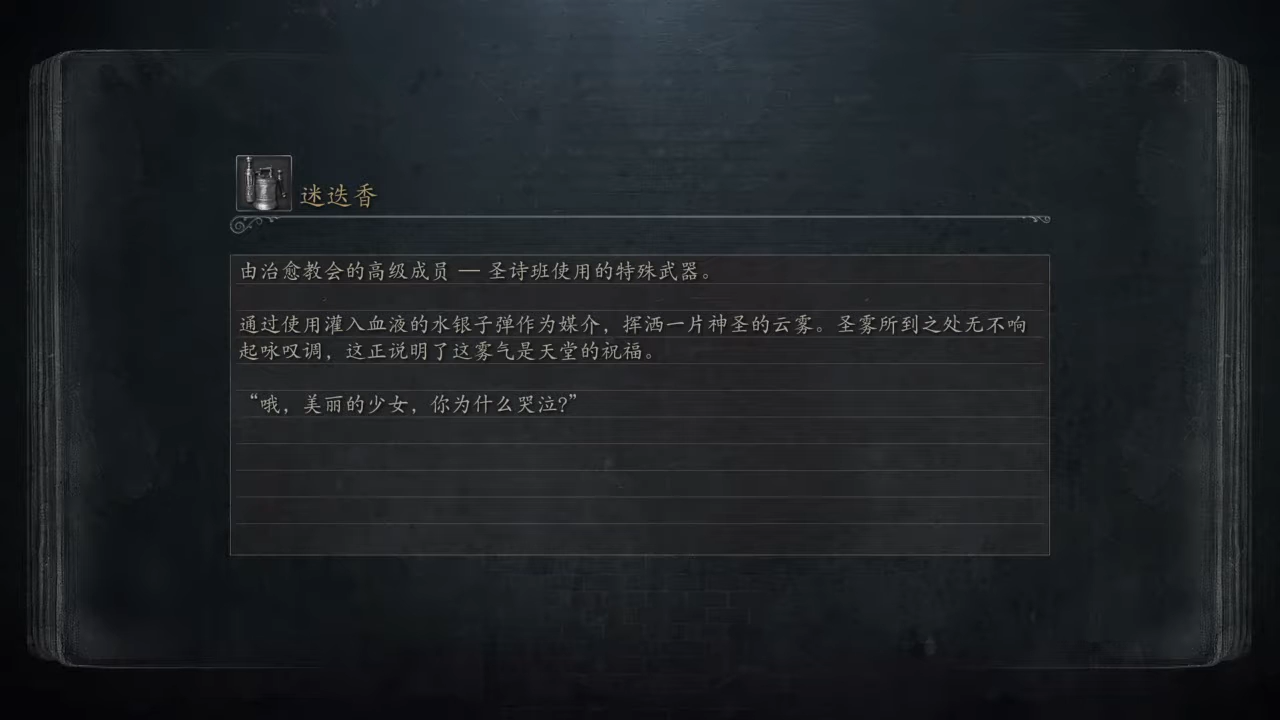 迷迭香
由治愈教会的高级成员 — 圣诗班使用的特殊武器。
通过使用灌入血液的水银子弹作为媒介，挥洒一片神圣的云雾。圣雾所到之处无不响
起咏叹调，这正说明了这雾气是天堂的祝福。
“哦，美丽的少女，你为什么哭泣?”